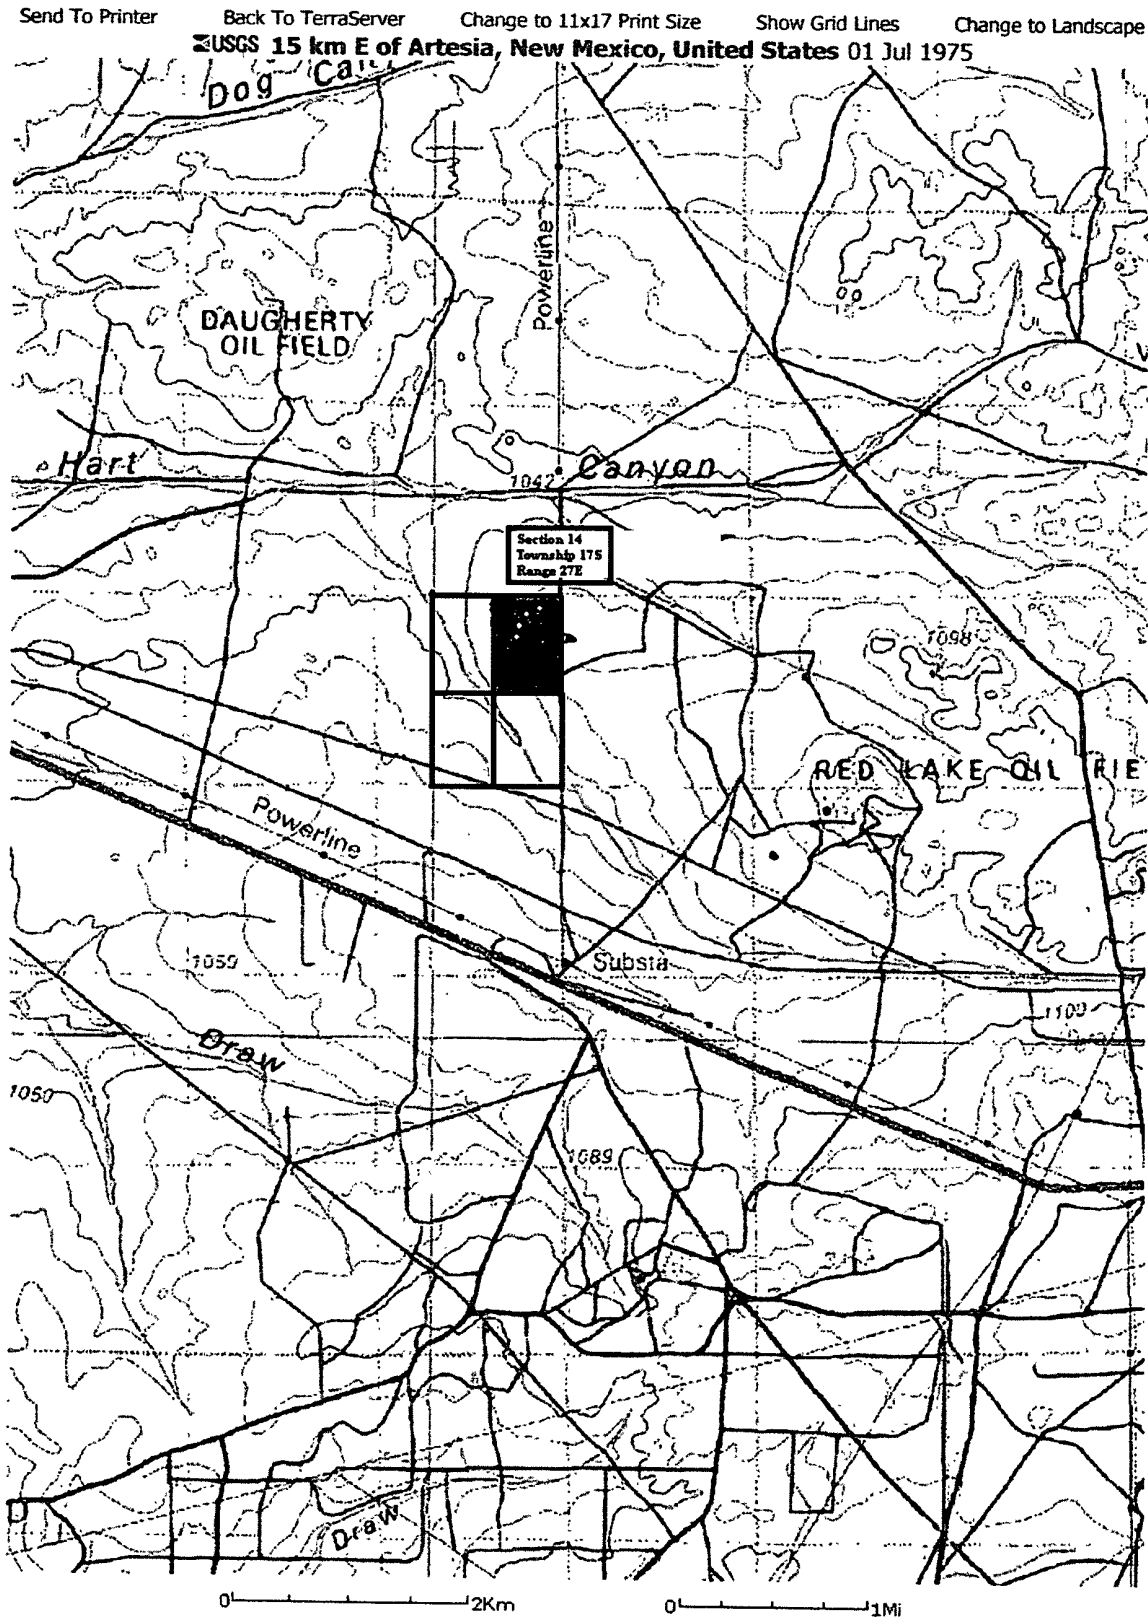 Send To Printer Back To TerraServer Change to 11x17 Print Size Show Grid Lines Change to Landscape
USGS 15 km E of Artesia, New Mexico, United States 01 Jul 1975
Dog
Powerline
DAUGHERTY
OIL FIELD
Hart
1042
Canyon
Section 14
Township 17S
Range 27E
1098
RED LAKE OIL FIE
Powerline
1059
Substa
1100
Draw
1050
1089
Draw
0 2Km 0 1Mi